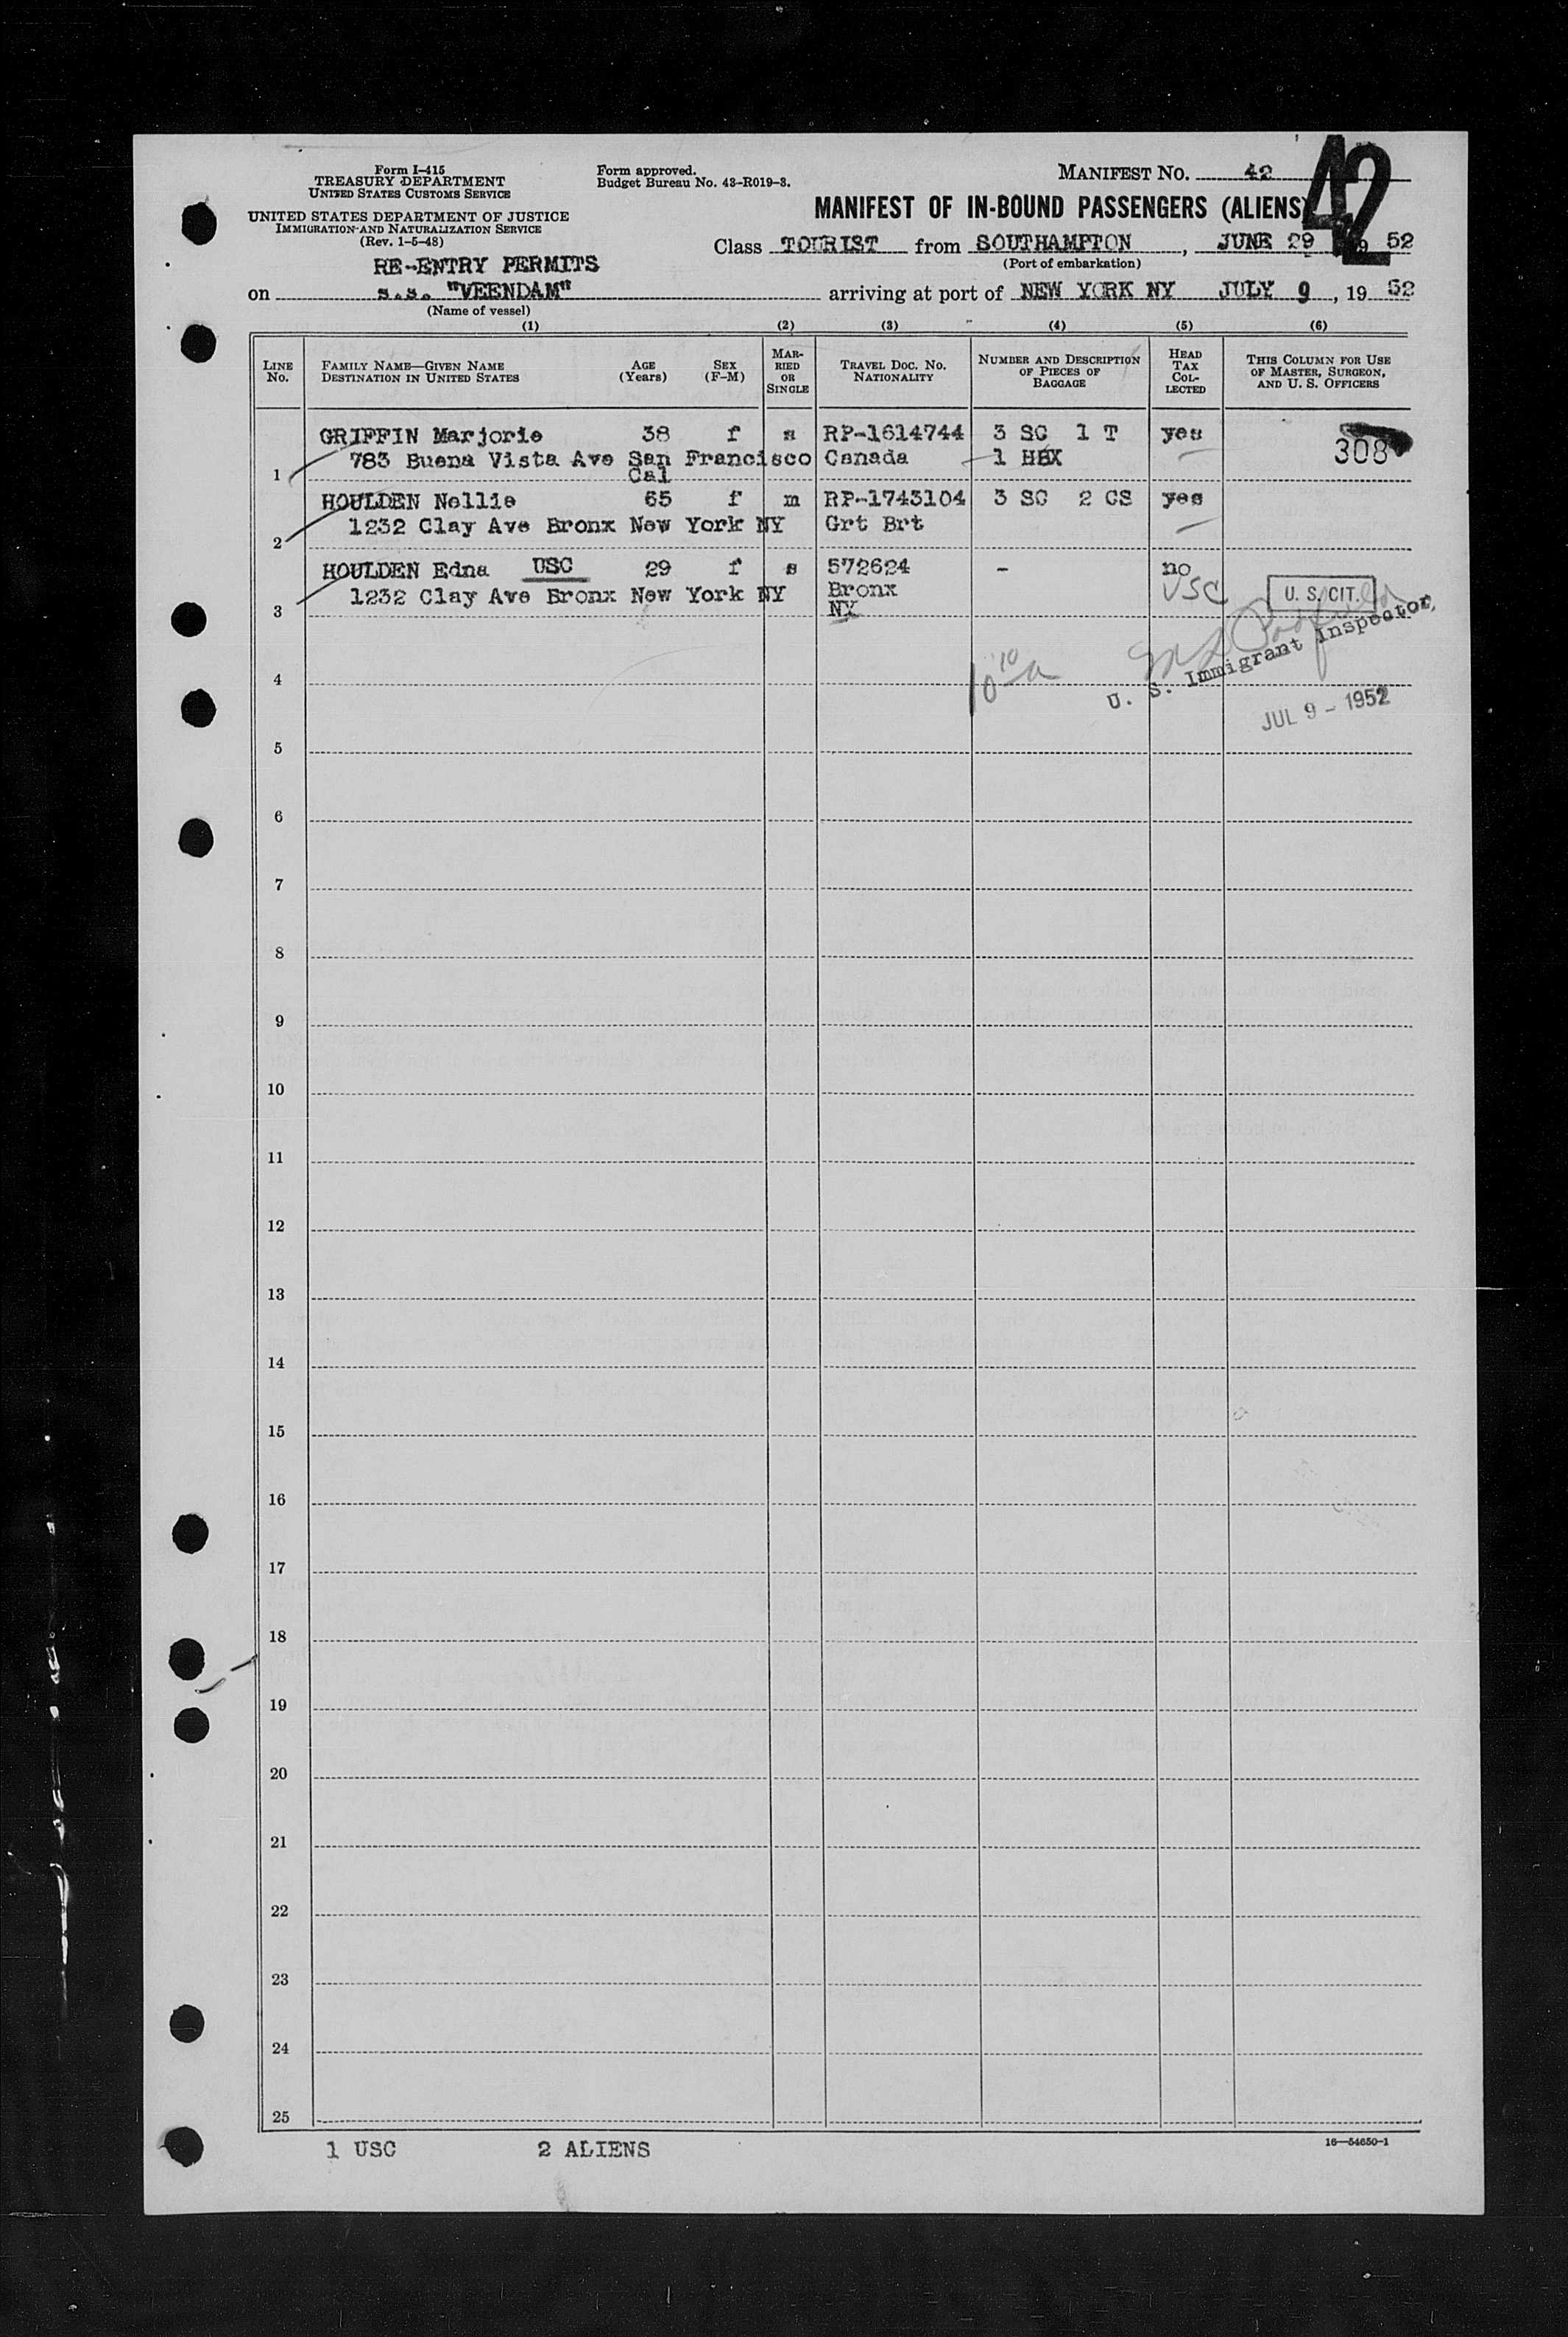 Form I-415
TREASURY DEPARTMENT
UNITED STATES CUSTOMS SERVICE
UNITED STATES DEPARTMENT OF JUSTICE
IMMIGRATION AND NATURALIZATION SERVICE
(Rev. 1-5-48)
Form approved.
Budget Bureau No. 43-R019-3.
MANIFEST NO. 42
42
MANIFEST OF IN-BOUND PASSENGERS (ALIENS)
Class TOURIST from SOUTHAMPTON, JUNE 29 19 52
(Port of embarkation)
RE-ENTRY PERMITS
on s.s. "VEENDAM" arriving at port of NEW YORK NY JULY 9, 19 52
(Name of vessel)
(1) (2) (3) (4) (5) (6)
LINE No. FAMILY NAME—GIVEN NAME DESTINATION IN UNITED STATES AGE (Years) SEX (F-M) MARRIED OR SINGLE TRAVEL DOC. NO. NATIONALITY NUMBER AND DESCRIPTION OF PIECES OF BAGGAGE HEAD TAX COLLECTED THIS COLUMN FOR USE OF MASTER, SURGEON, AND U. S. OFFICERS
GRIFFIN Marjorie 38 f s RP-1614744 3 SC 1 T yes 308
1 783 Buena Vista Ave San Francisco Canada 1 HBX
Cal
HOULDEN Nellie 65 f m RP-1743104 3 SC 2 CS yes
2 1232 Clay Ave Bronx New York NY Grt Brt
HOULDEN Edna USC 29 f s 572624 - no
3 1232 Clay Ave Bronx New York NY Bronx USC U. S. CIT.
NY
U. S. Immigrant Inspector
4 10 10 a
JUL 9 - 1952
5
6
7
8
9
10
11
12
13
14
15
16
17
18
19
20
21
22
23
24
25
1 USC 2 ALIENS
16—54650-1